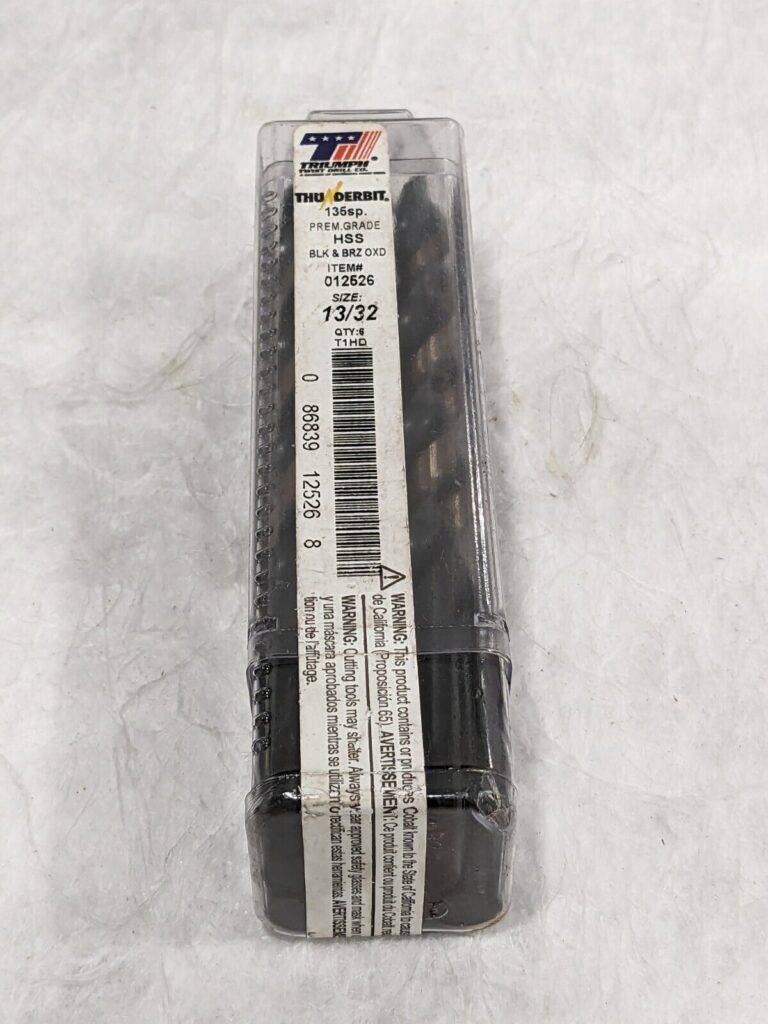 TRIUMPH
TWIST DRILL CO.
THUNDERBIT®
135sp.
PREM.GRADE
HSS
BLK & BRZ OXD
ITEM#
012526
SIZE:
13/32
QTY:6
T1HD
0 86839 12526 8
WARNING: This product contains or produces Cobalt known to the State of California to cause
de California (Proposición 65). AVERTISSEMENT: Ce produit contient ou produit du Cobalt
WARNING: Cutting tools may shatter. Always wear approved safety glasses and mask when
y una máscara aprobados mientras se utilizan o rectifican estas herramientas. AVERTISSEM
tion ou de l'affûtage.